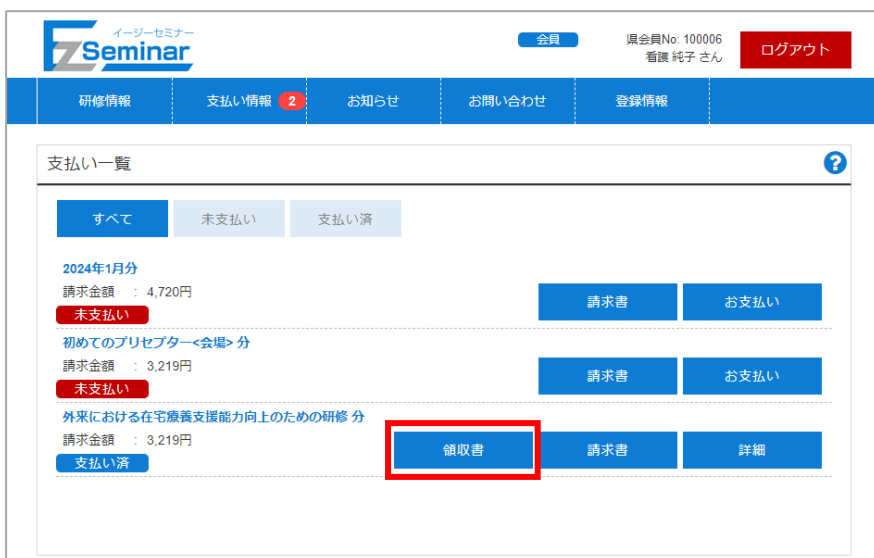 イージーセミナー
EZSeminar
会員
県会員No: 100006
看護 純子 さん
ログアウト
研修情報
支払い情報 2
お知らせ
お問い合わせ
登録情報
支払い一覧
?
すべて
未支払い
支払い済
2024年1月分
請求金額 : 4,720円
未支払い
請求書
お支払い
初めてのプリセプター<会場> 分
請求金額 : 3,219円
未支払い
請求書
お支払い
外来における在宅療養支援能力向上のための研修 分
請求金額 : 3,219円
支払い済
領収書
請求書
詳細